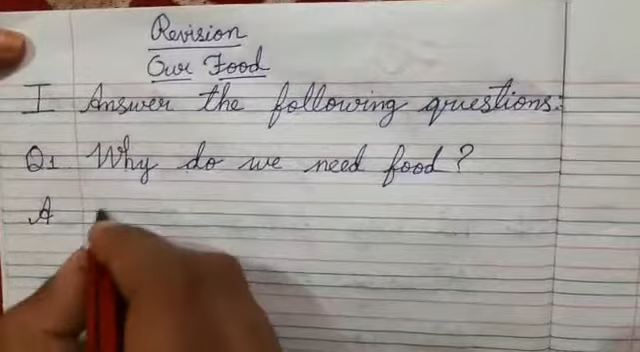 Revision
Our Food
I Answer the following questions:
Q1 Why do we need food?
A